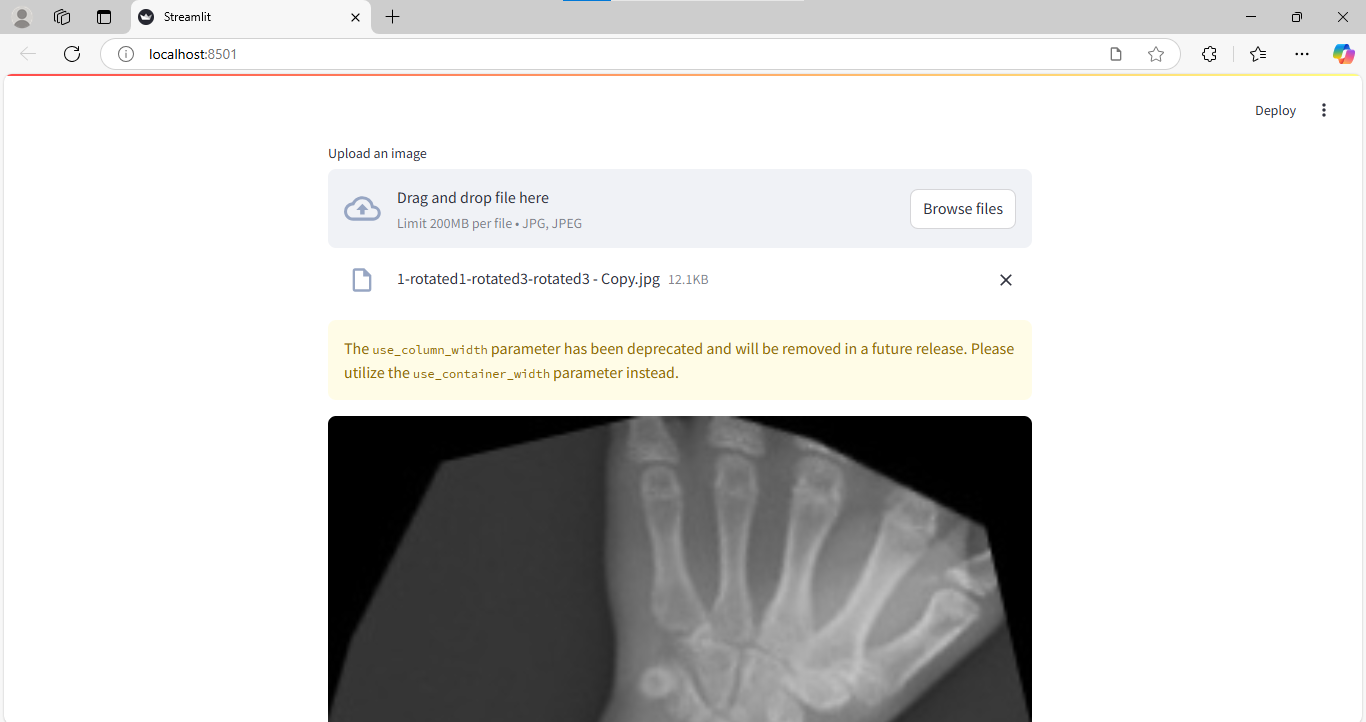 Streamlit
localhost:8501
Deploy
Upload an image
Drag and drop file here
Limit 200MB per file • JPG, JPEG
Browse files
1-rotated1-rotated3-rotated3 - Copy.jpg 12.1KB
The use_column_width parameter has been deprecated and will be removed in a future release. Please
utilize the use_container_width parameter instead.